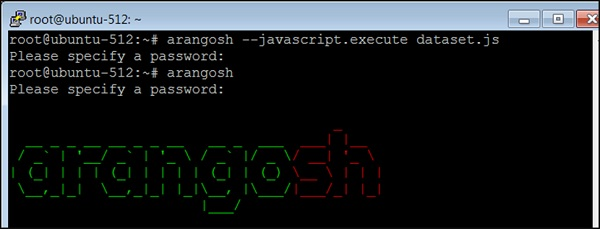 root@ubuntu-512: ~
root@ubuntu-512:~# arangosh --javascript.execute dataset.js
Please specify a password:
root@ubuntu-512:~# arangosh
Please specify a password:
arangosh